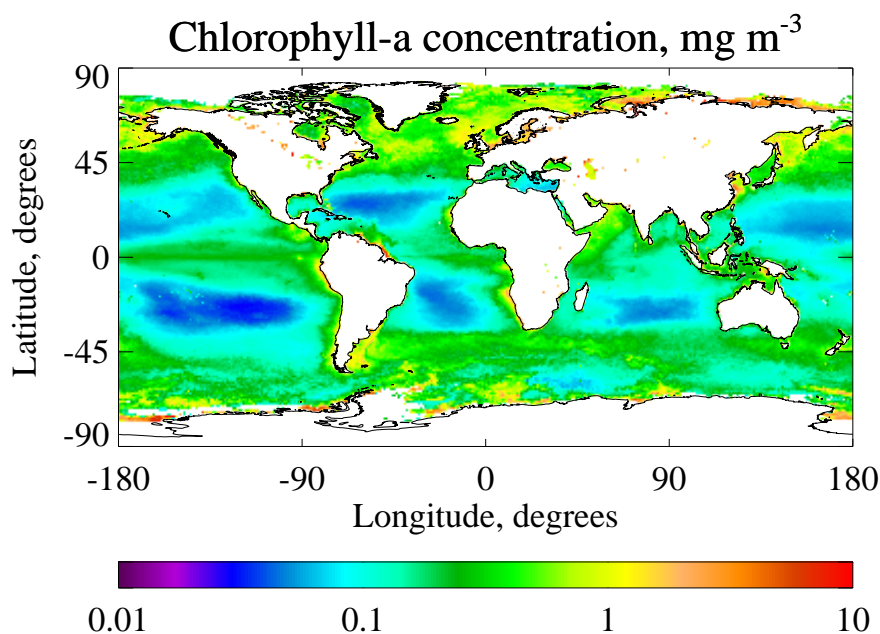 Chlorophyll-a concentration, mg m⁻³
Latitude, degrees
90
45
0
-45
-90
-180 -90 0 90 180
Longitude, degrees
0.01 0.1 1 10